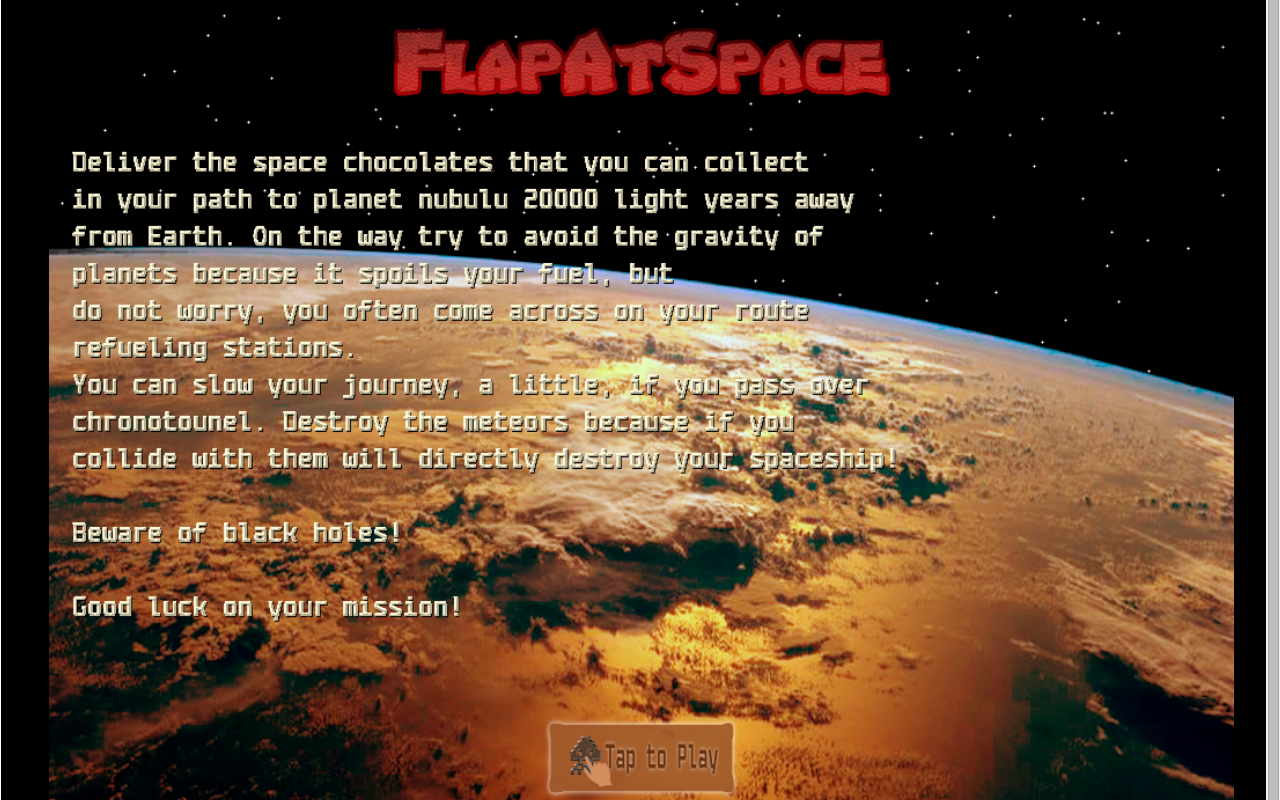 FlapAtSpace
Deliver the space chocolates that you can collect
in your path to planet nubulu 20000 light years away
from Earth. On the way try to avoid the gravity of
planets because it spoils your fuel, but
do not worry, you often come across on your route
refueling stations.
You can slow your journey, a little, if you pass over
chronotounel. Destroy the meteors because if you
collide with them will directly destroy your spaceship!
Beware of black holes!
Good luck on your mission!
Tap to Play